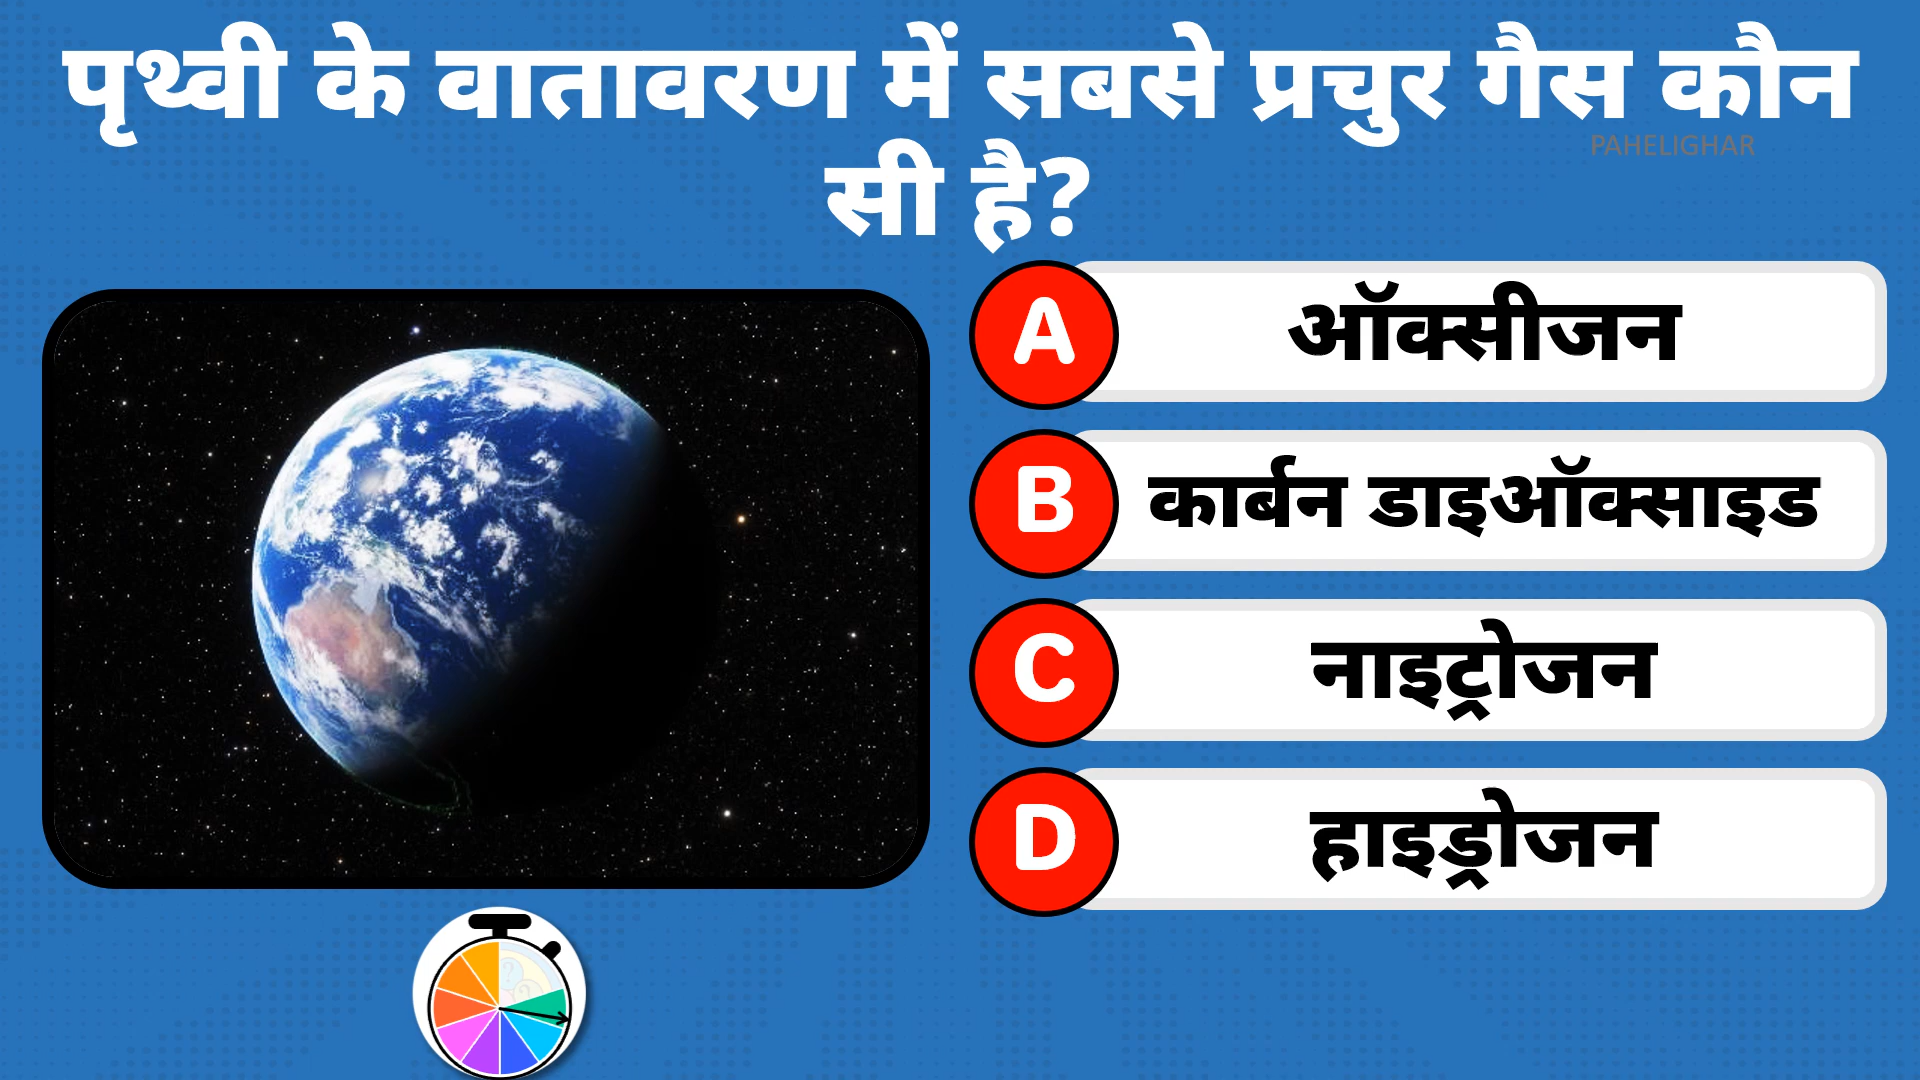 पृथ्वी के वातावरण में सबसे प्रचुर गैस कौन
सी है?
PAHELIGHAR
A ऑक्सीजन
B कार्बन डाइऑक्साइड
C नाइट्रोजन
D हाइड्रोजन